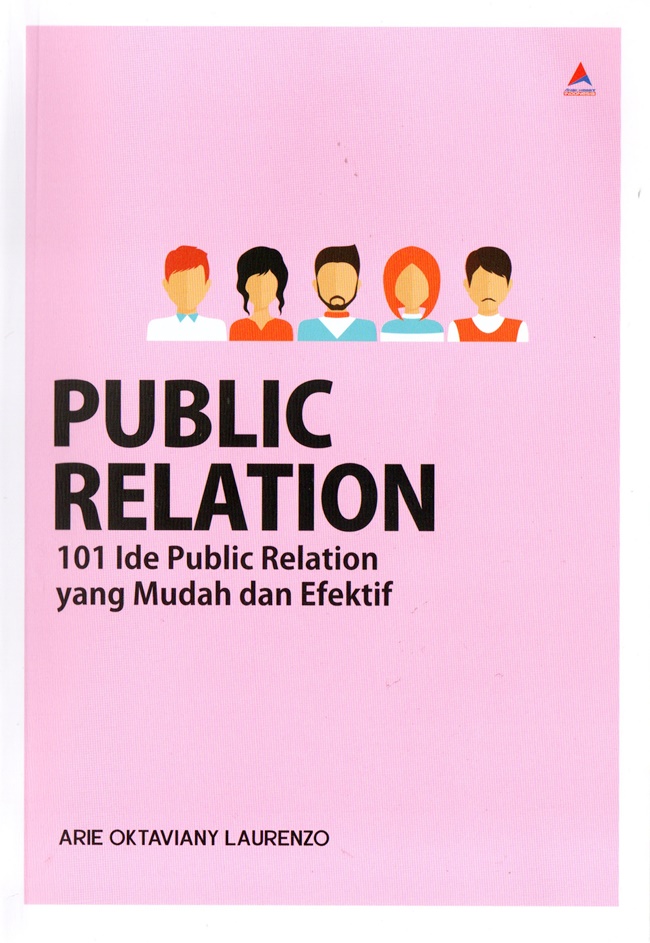 PUBLIC
RELATION
101 Ide Public Relation
yang Mudah dan Efektif
ARIE OKTAVIANY LAURENZO